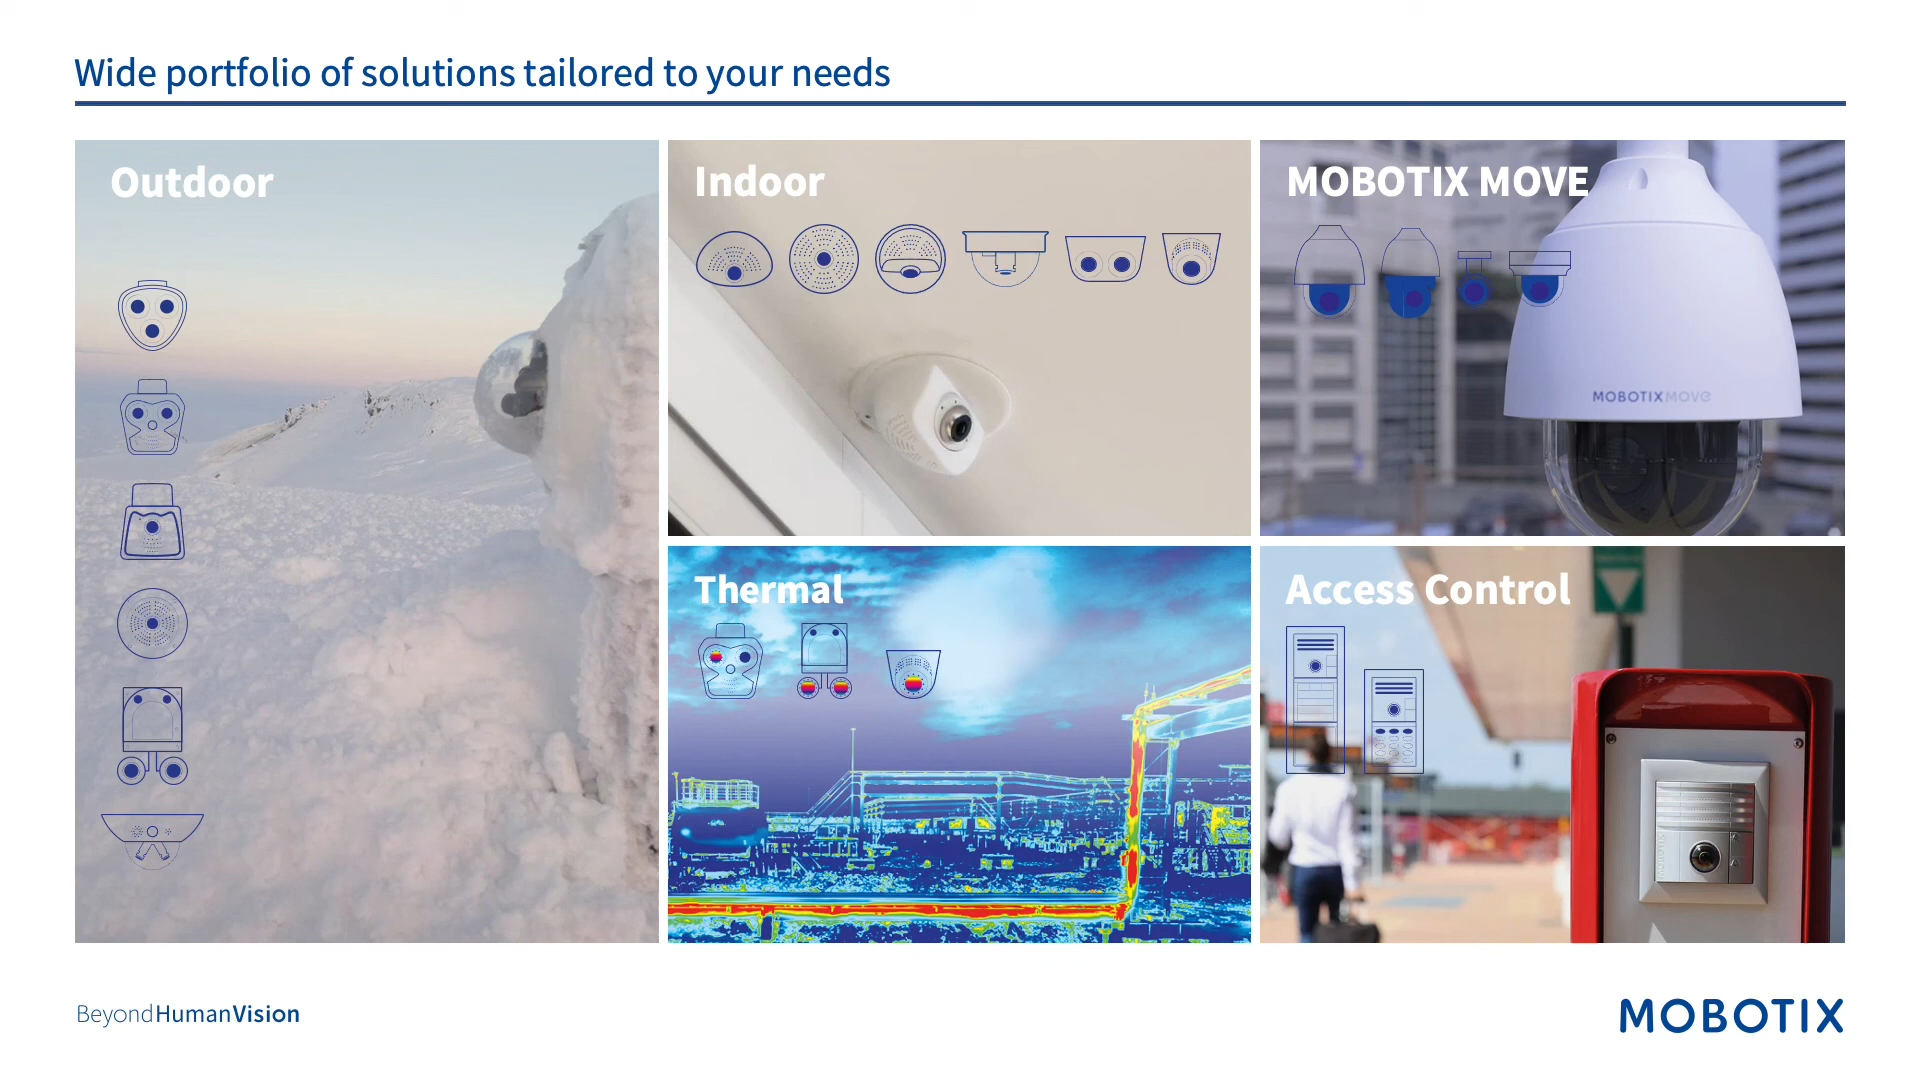 Wide portfolio of solutions tailored to your needs
Outdoor
Indoor
MOBOTIX MOVE
MOBOTIX MOVE
Thermal
Access Control
MOBOTIX
BeyondHumanVision
MOBOTIX